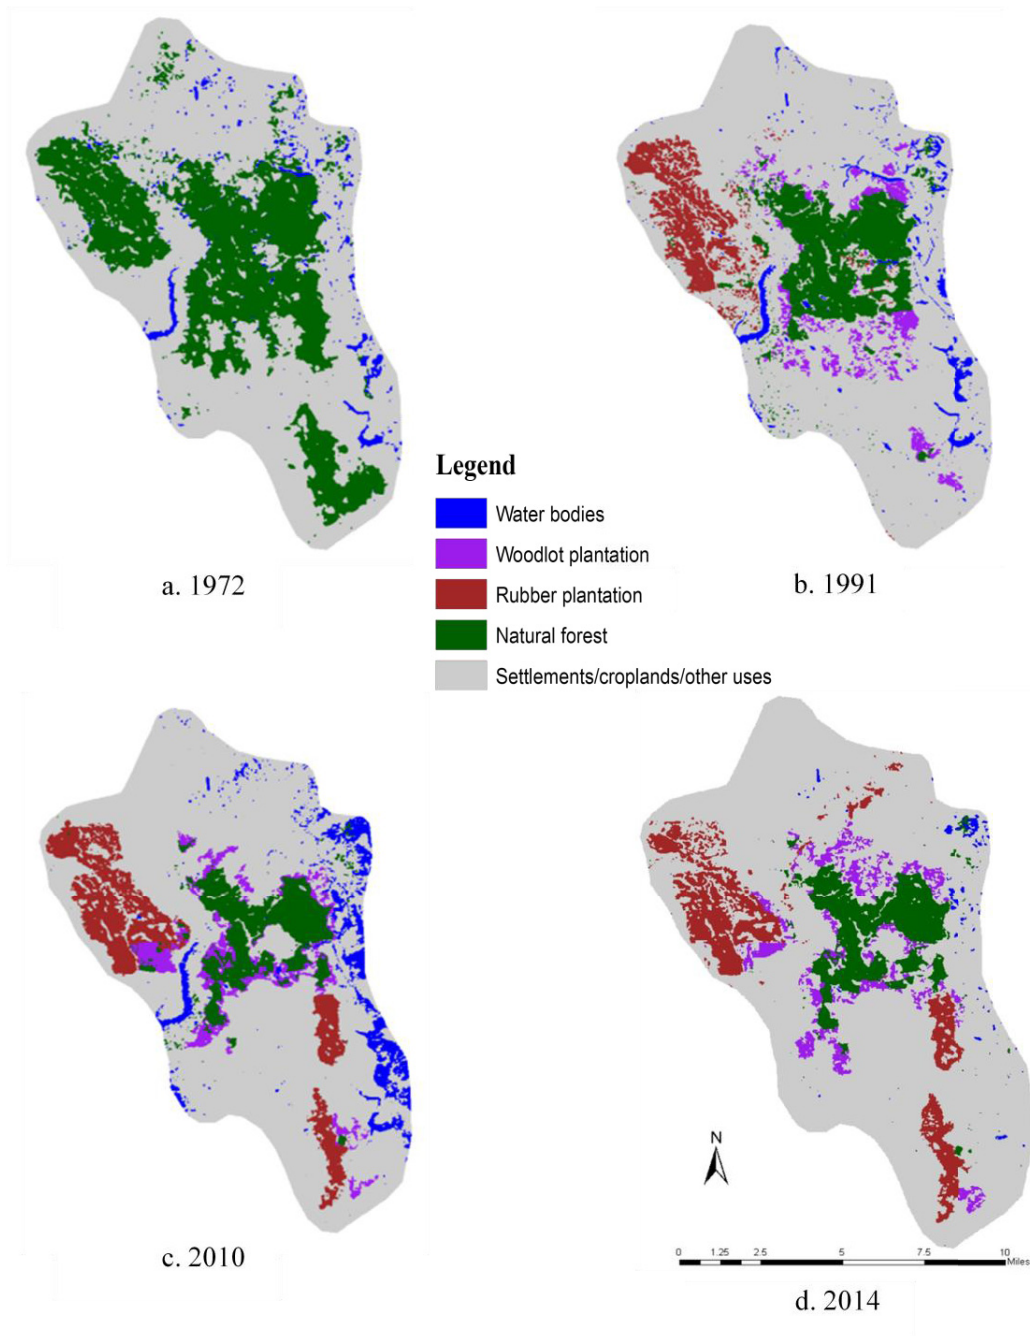 Legend
Water bodies
Woodlot plantation
Rubber plantation
Natural forest
Settlements/croplands/other uses
a. 1972
b. 1991
N
c. 2010
0 1.25 2.5 5 7.5 10
Miles
d. 2014